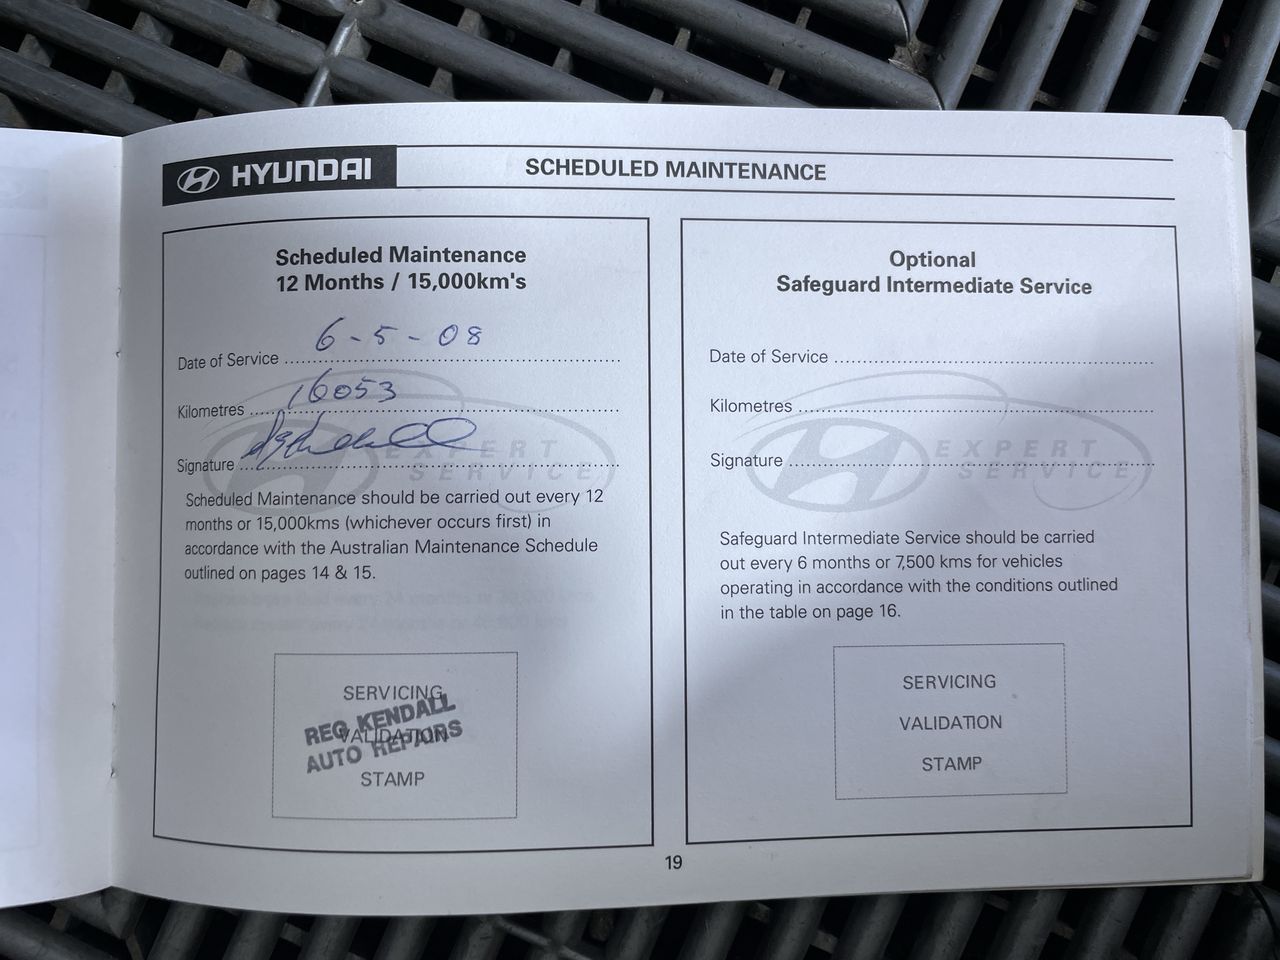 HYUNDAI
SCHEDULED MAINTENANCE
Scheduled Maintenance
12 Months / 15,000km's
Date of Service 6-5-08
Kilometres 16053
Signature
EXPERT
SERVICE
Scheduled Maintenance should be carried out every 12
months or 15,000kms (whichever occurs first) in
accordance with the Australian Maintenance Schedule
outlined on pages 14 & 15.
SERVICING
VALIDATION
STAMP
REG KENDALL
AUTO REPAIRS
Optional
Safeguard Intermediate Service
Date of Service
Kilometres
Signature
EXPERT
SERVICE
Safeguard Intermediate Service should be carried
out every 6 months or 7,500 kms for vehicles
operating in accordance with the conditions outlined
in the table on page 16.
SERVICING
VALIDATION
STAMP
19